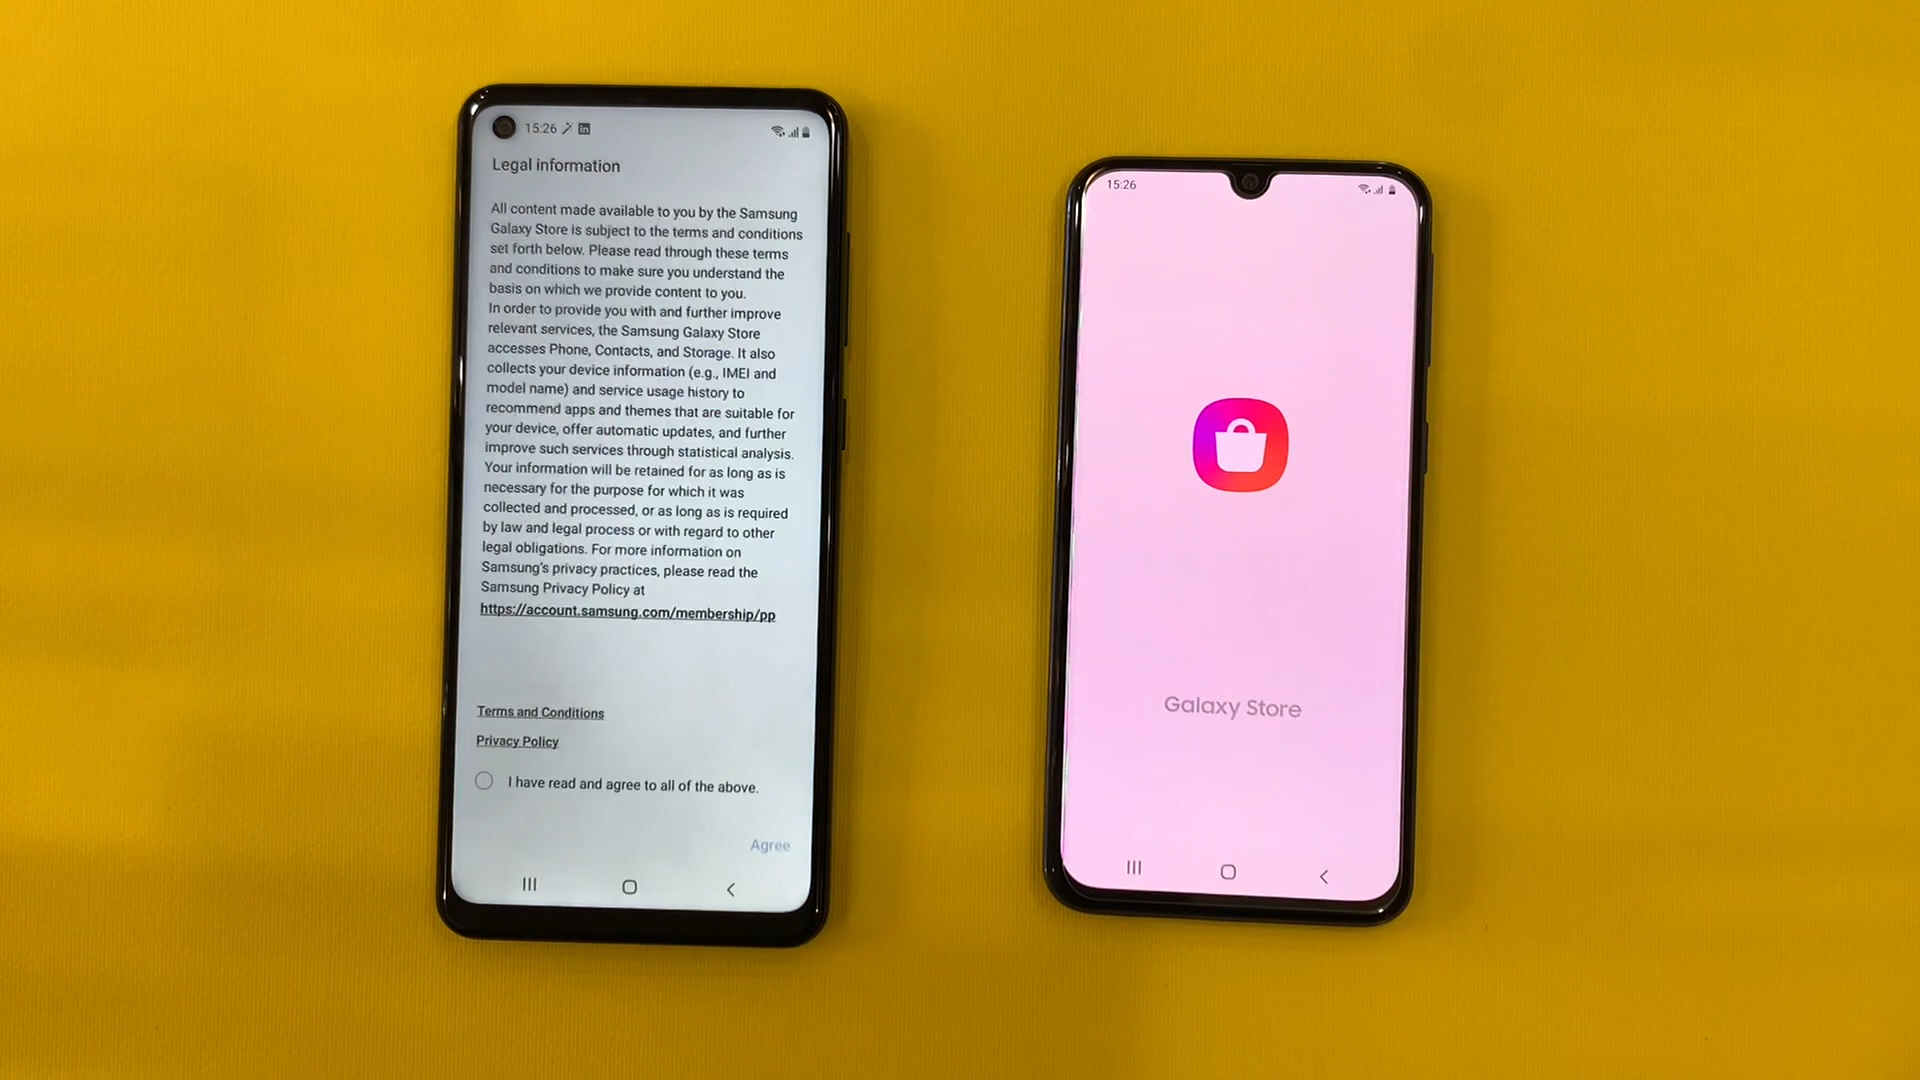 15:26
Legal information
All content made available to you by the Samsung
Galaxy Store is subject to the terms and conditions
set forth below. Please read through these terms
and conditions to make sure you understand the
basis on which we provide content to you.
In order to provide you with and further improve
relevant services, the Samsung Galaxy Store
accesses Phone, Contacts, and Storage. It also
collects your device information (e.g., IMEI and
model name) and service usage history to
recommend apps and themes that are suitable for
your device, offer automatic updates, and further
improve such services through statistical analysis.
Your information will be retained for as long as is
necessary for the purpose for which it was
collected and processed, or as long as is required
by law and legal process or with regard to other
legal obligations. For more information on
Samsung's privacy practices, please read the
Samsung Privacy Policy at
https://account.samsung.com/membership/pp
Terms and Conditions
Privacy Policy
I have read and agree to all of the above.
Agree
15:26
Galaxy Store